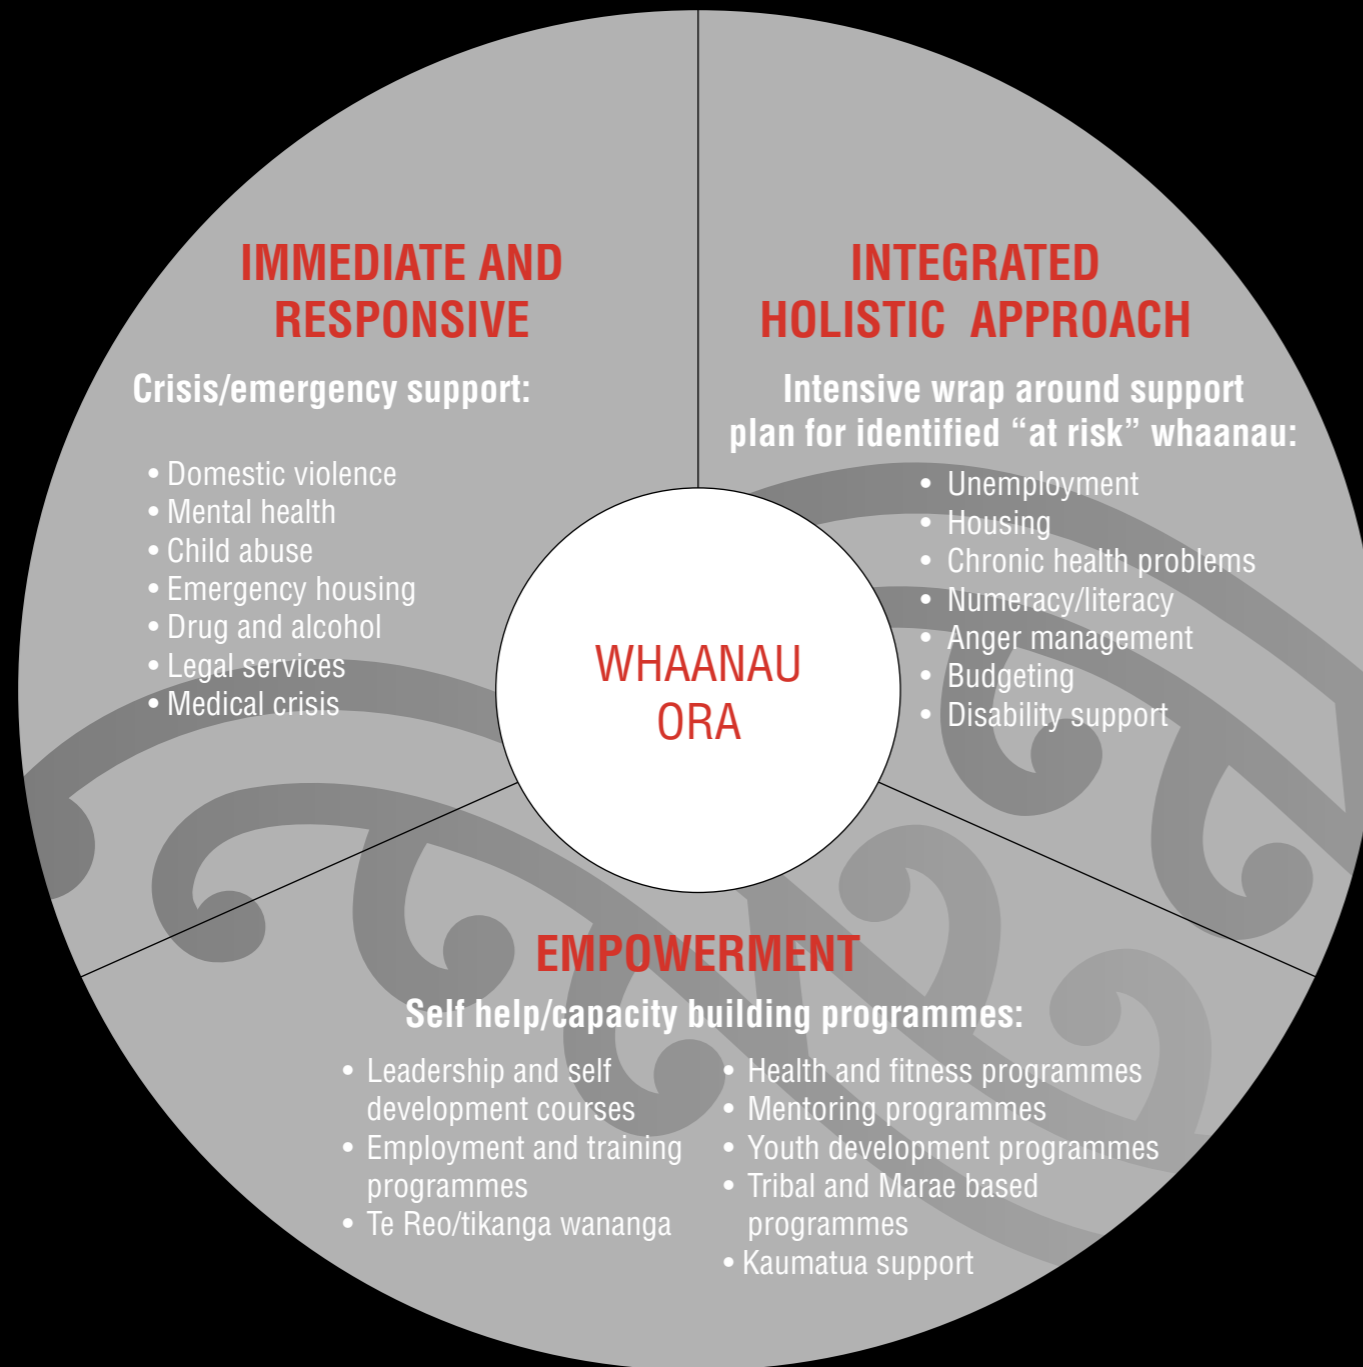 IMMEDIATE AND
RESPONSIVE
Crisis/emergency support:
• Domestic violence
• Mental health
• Child abuse
• Emergency housing
• Drug and alcohol
• Legal services
• Medical crisis
INTEGRATED
HOLISTIC APPROACH
Intensive wrap around support
plan for identified “at risk” whaanau:
• Unemployment
• Housing
• Chronic health problems
• Numeracy/literacy
• Anger management
• Budgeting
• Disability support
WHAANAU
ORA
EMPOWERMENT
Self help/capacity building programmes:
• Leadership and self
development courses
• Employment and training
programmes
• Te Reo/tikanga wananga
• Health and fitness programmes
• Mentoring programmes
• Youth development programmes
• Tribal and Marae based
programmes
• Kaumatua support